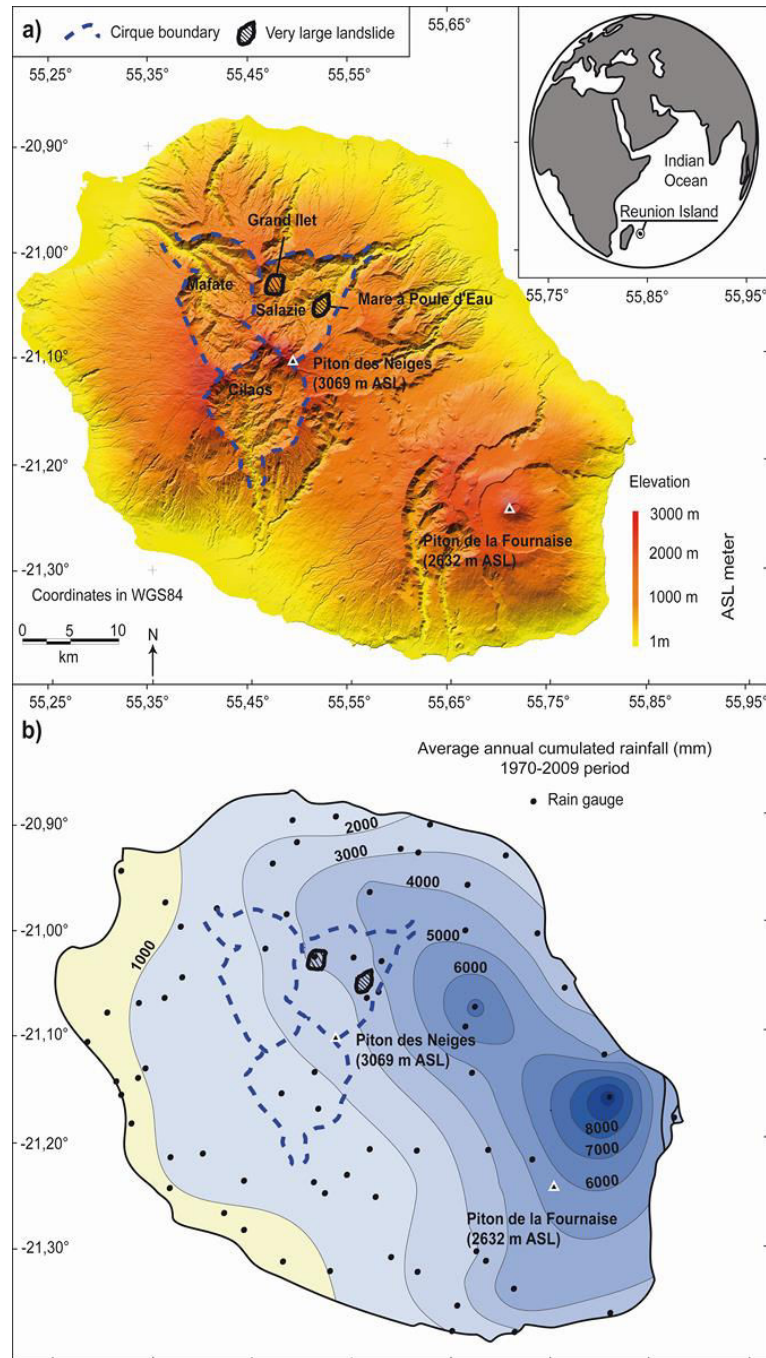 a)
Cirque boundary
Very large landslide
55,65°
55,25° 55,35° 55,45° 55,55°
-20,90°
Indian
Ocean
Reunion Island
Grand Ilet
-21,00°
55,75° 55,85° 55,95°
Mafate
Mare à Poule d'Eau
Salazie
-21,10°
Piton des Neiges
(3069 m ASL)
Cilaos
-21,20°
Elevation
3000 m
2000 m
1000 m
1m
ASL meter
Piton de la Fournaise
(2632 m ASL)
-21,30°
Coordinates in WGS84
0 5 10
km
N
55,25° 55,35° 55,45° 55,55° 55,65° 55,75° 55,85° 55,95°
b)
Average annual cumulated rainfall (mm)
1970-2009 period
Rain gauge
-20,90°
2000
3000
4000
-21,00°
1000
5000
6000
-21,10°
Piton des Neiges
(3069 m ASL)
8000
7000
6000
-21,20°
Piton de la Fournaise
(2632 m ASL)
-21,30°